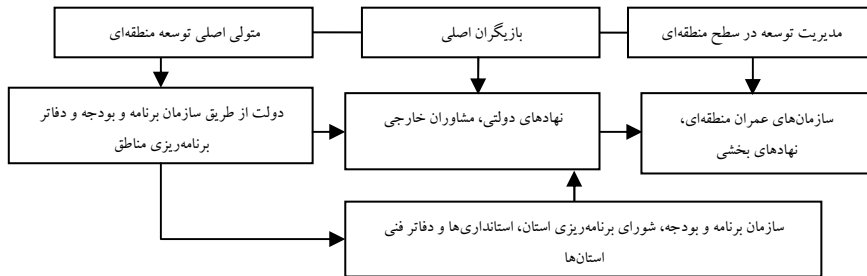 مدیریت توسعه در سطح منطقه‌ای
بازیگران اصلی
متولی اصلی توسعه منطقه‌ای
سازمان‌های عمران منطقه‌ای،
نهادهای بخشی
نهادهای دولتی، مشاوران خارجی
دولت از طریق سازمان برنامه و بودجه و دفاتر
برنامه‌ریزی مناطق
سازمان برنامه و بودجه، شورای برنامه‌ریزی استان، استانداری‌ها و دفاتر فنی
استان‌ها